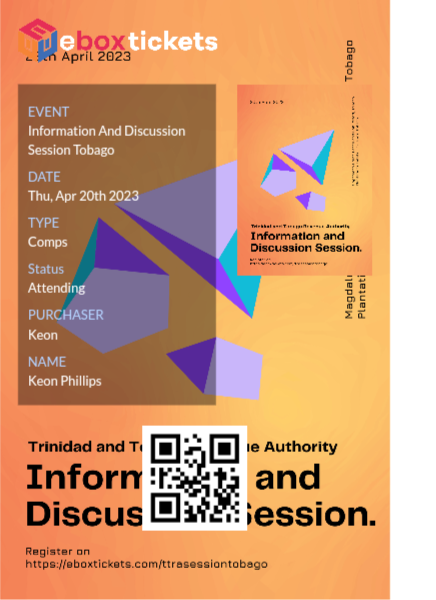 eboxtickets
th April 2023
Tobago
EVENT
Information And Discussion
Session Tobago
DATE
Thu, Apr 20th 2023
TYPE
Comps
Status
Attending
PURCHASER
Keon
NAME
Keon Phillips
Information and
Discussion Session.
Trinidad and T
ue Authority
Inform
and
Discus
Session.
Register on
https://eboxtickets.com/ttrasessiontobago